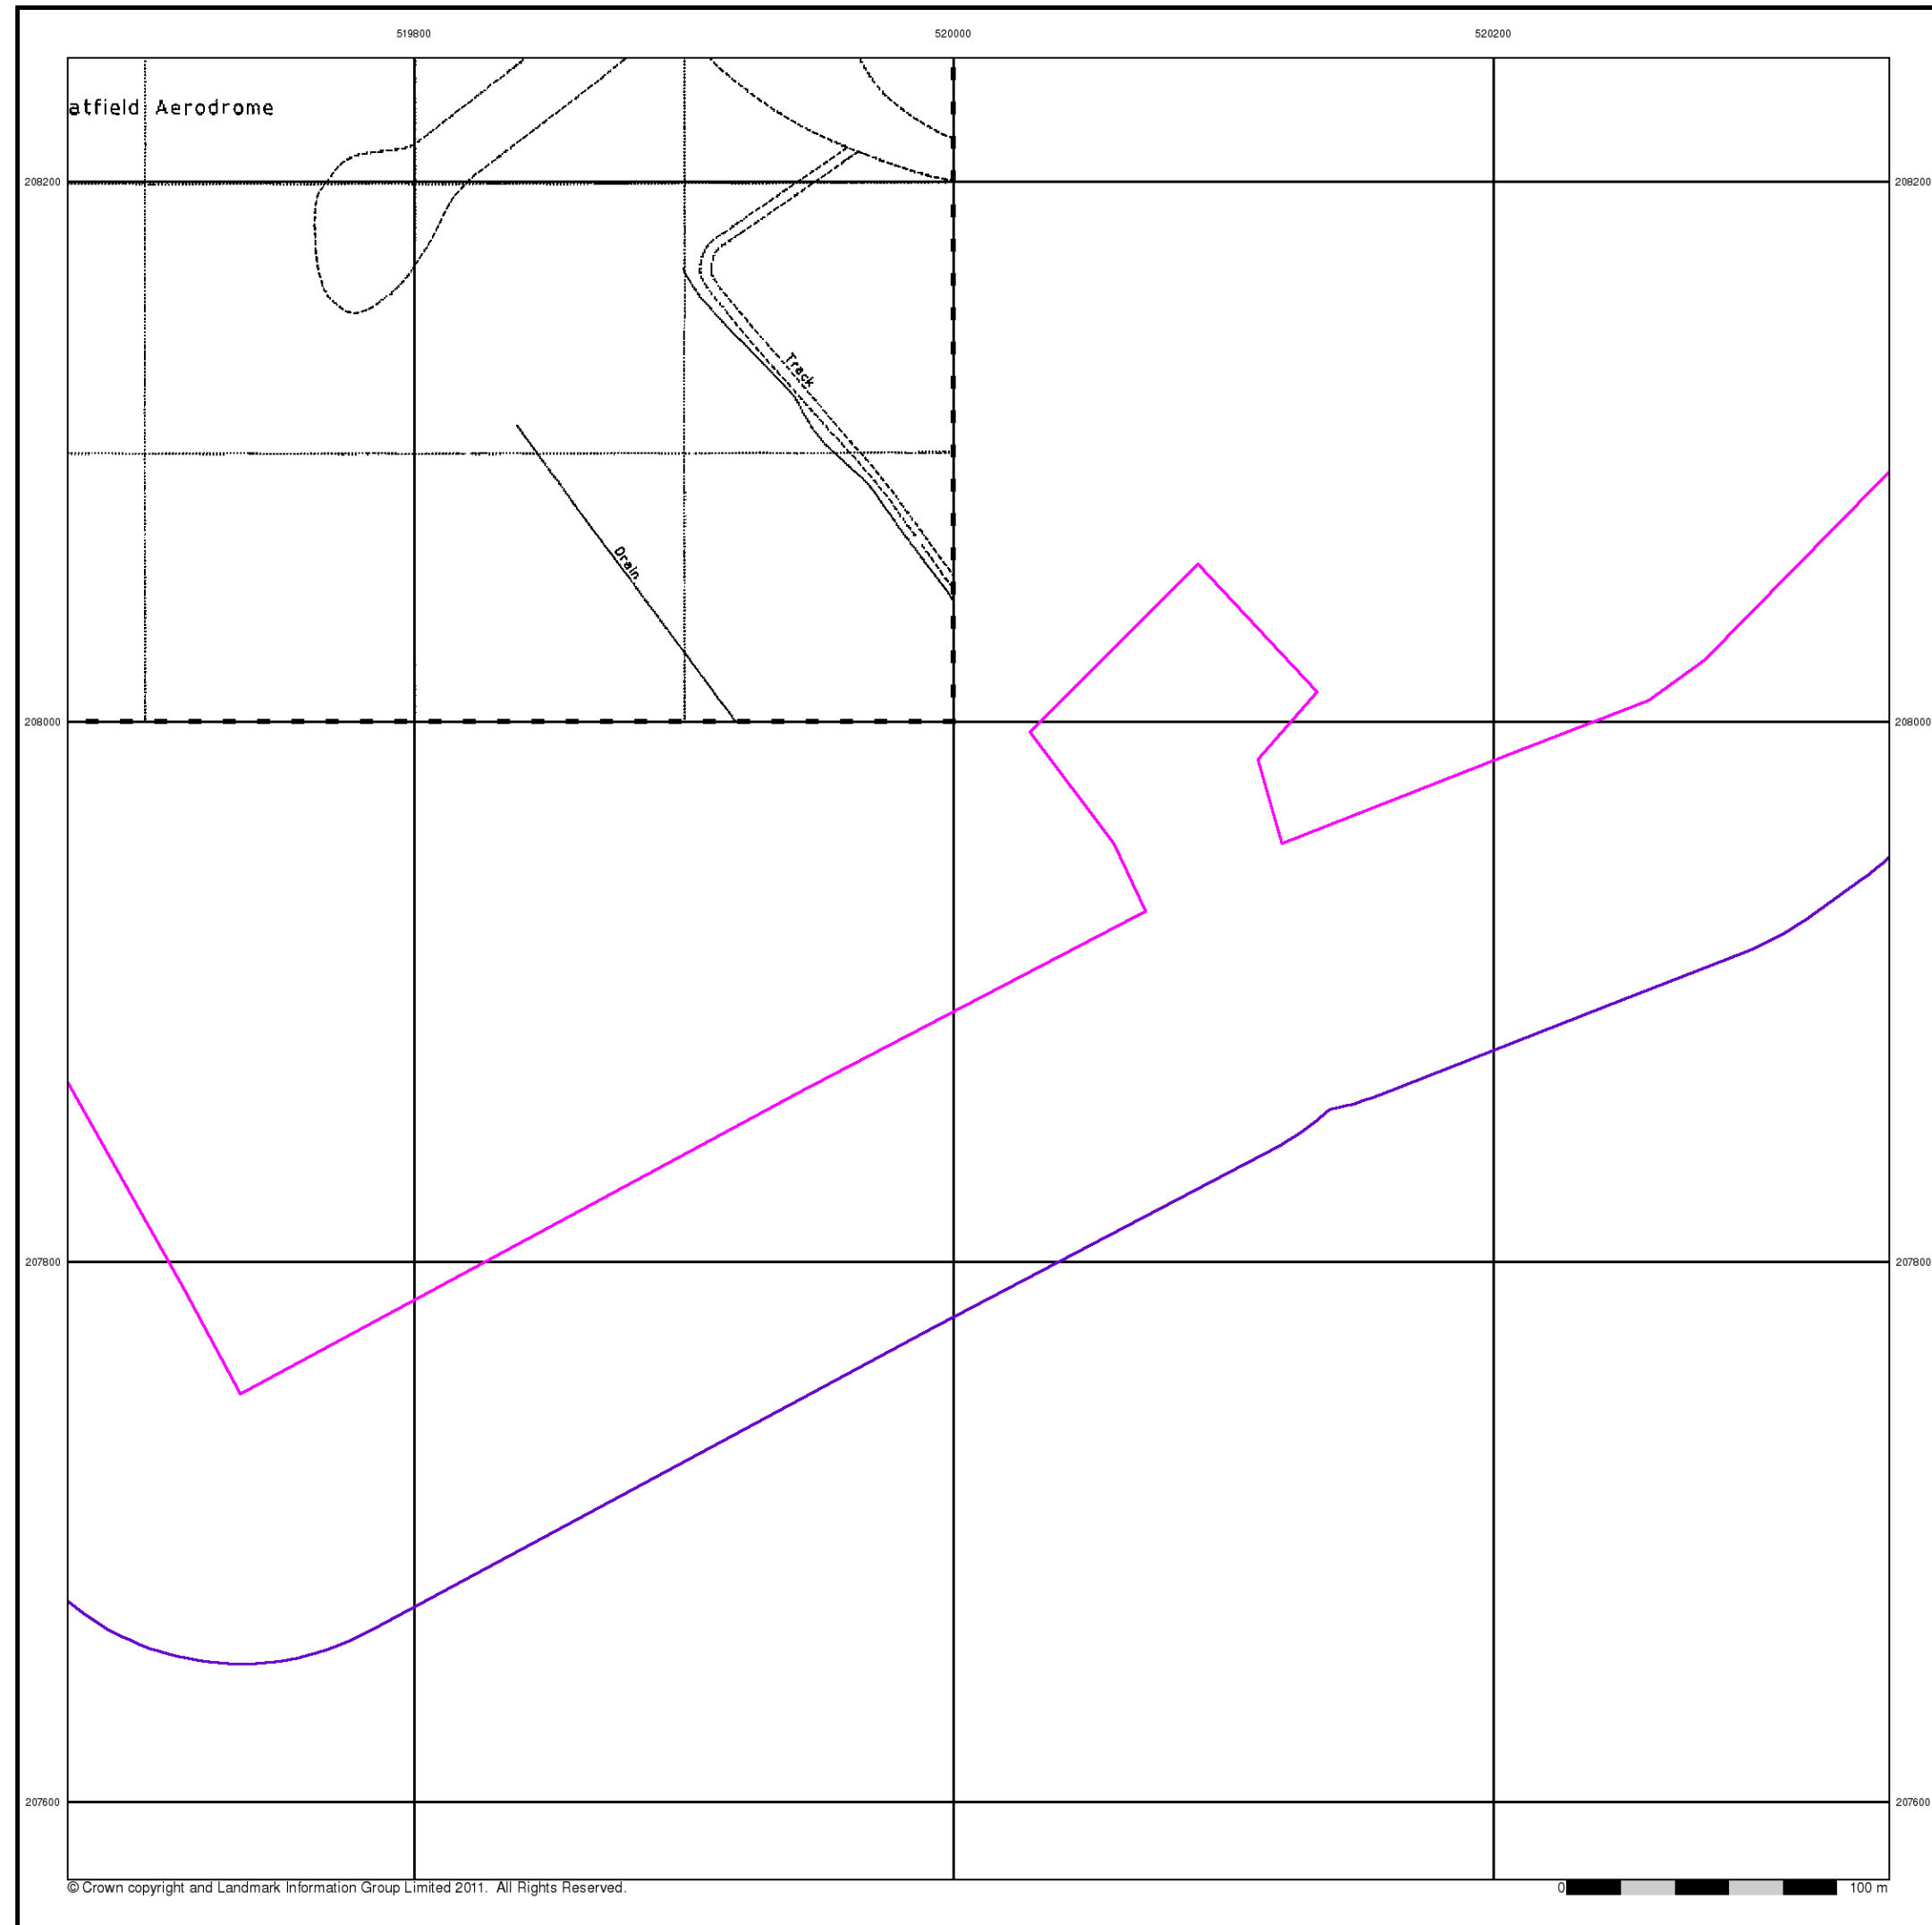 519800 520000 520200
atfield Aerodrome
208200 208200
Track
Drain
208000 208000
207800 207800
207600 207600
© Crown copyright and Landmark Information Group Limited 2011. All Rights Reserved. 0 100 m